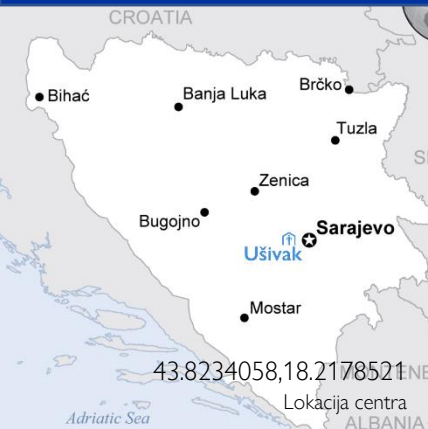 CROATIA
Bihać
Banja Luka
Brčko
Tuzla
Zenica
Bugojno
Sarajevo
Ušivak
Mostar
43.8234058,18.2178521
Lokacija centra
Adriatic Sea
ALBANIA